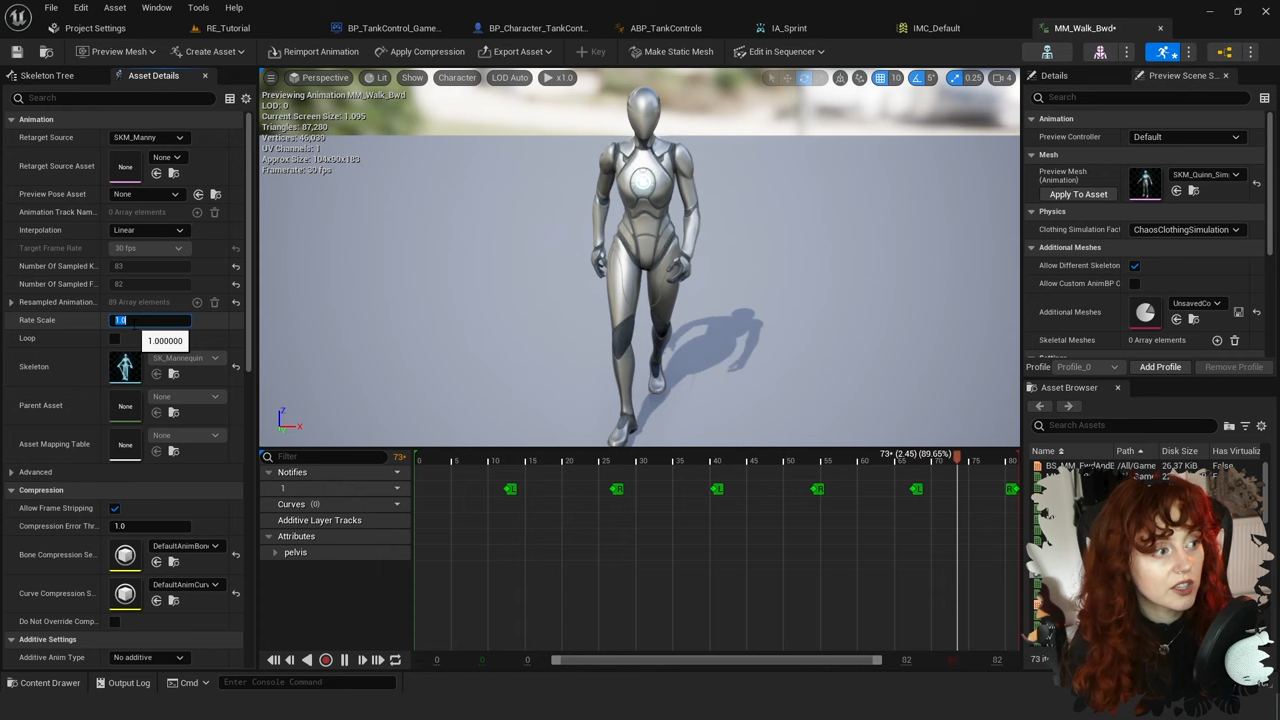 File Edit Asset Window Tools Help
Project Settings RE_Tutorial BP_TankControl_Game... BP_Character_TankCont... ABP_TankControls IA_Sprint IMC_Default MM_Walk_Bwd*
Preview Mesh Create Asset Reimport Animation Apply Compression Export Asset Key Make Static Mesh Edit in Sequencer
Skeleton Tree Asset Details
Search
Animation
Retarget Source SKM_Manny
Retarget Source Asset None None
Preview Pose Asset None
Animation Track Nam... 0 Array elements
Interpolation Linear
Target Frame Rate 30 fps
Number Of Sampled K... 83
Number Of Sampled F... 82
Resampled Animation... 89 Array elements
Rate Scale 1.0
Loop
1.000000
Skeleton SK_Mannequin
Parent Asset None None
Asset Mapping Table None None
Advanced
Compression
Allow Frame Stripping
Compression Error Thr... 1.0
Bone Compression Se... DefaultAnimBon
Curve Compression S... DefaultAnimCurv
Do Not Override Comp...
Additive Settings
Additive Anim Type No additive
Perspective Lit Show Character LOD Auto x1.0 10 5° 0.25 4
Previewing Animation MM_Walk_Bwd
LOD: 0
Current Screen Size: 1.095
Triangles: 87,280
Vertices: 46,039
UV Channels: 1
Approx Size: 104x90x183
Framerate: 30 fps
Z X
Filter 73*
73* (2.45) (89.65%)
0 5 10 15 20 25 30 35 40 45 50 55 60 65 70 75 80
Notifies
1 L R L R L R
Curves (0)
Additive Layer Tracks
Attributes
pelvis
0 0 0 82 82
Details Preview Scene S...
Search
Animation
Preview Controller Default
Mesh
Preview Mesh
(Animation) SKM_Quinn_Sim
Apply To Asset
Physics
Clothing Simulation Fact ChaosClothingSimulation
Additional Meshes
Allow Different Skeleton
Allow Custom AnimBP C
Additional Meshes UnsavedCo
Skeletal Meshes 0 Array elements
Profile Profile_0 Add Profile Remove Profile
Asset Browser
Search Assets
Name Path Disk Size Has Virtualiz
BS_MM_FwdAndB /All/Game 26.37 KiB False
73 it
Content Drawer Output Log Cmd Enter Console Command